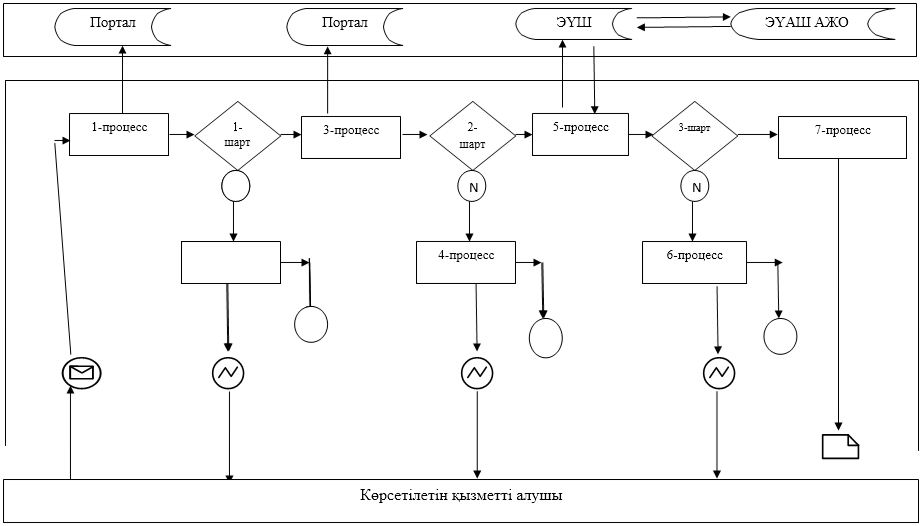 Портал
Портал
ЭҮШ
ЭҮАШ АЖО
1-процесс
1-
шарт
3-процесс
2-
шарт
5-процесс
3-шарт
7-процесс
N
N
4-процесс
6-процесс
Көрсетілетін қызметті алушы